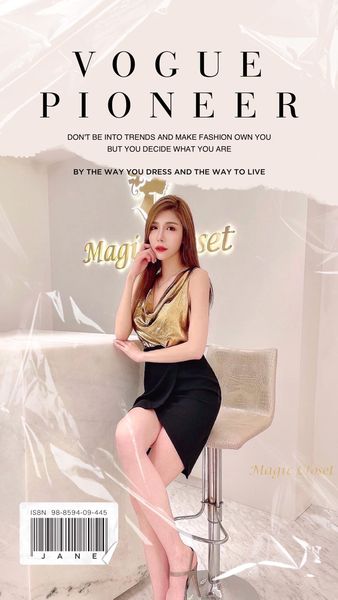 VOGUE
PIONEER
DON'T BE INTO TRENDS AND MAKE FASHION OWN YOU
BUT YOU DECIDE WHAT YOU ARE
BY THE WAY YOU DRESS AND THE WAY TO LIVE
Magic Closet
Magic Closet
ISBN 98-8594-09-445
JANE